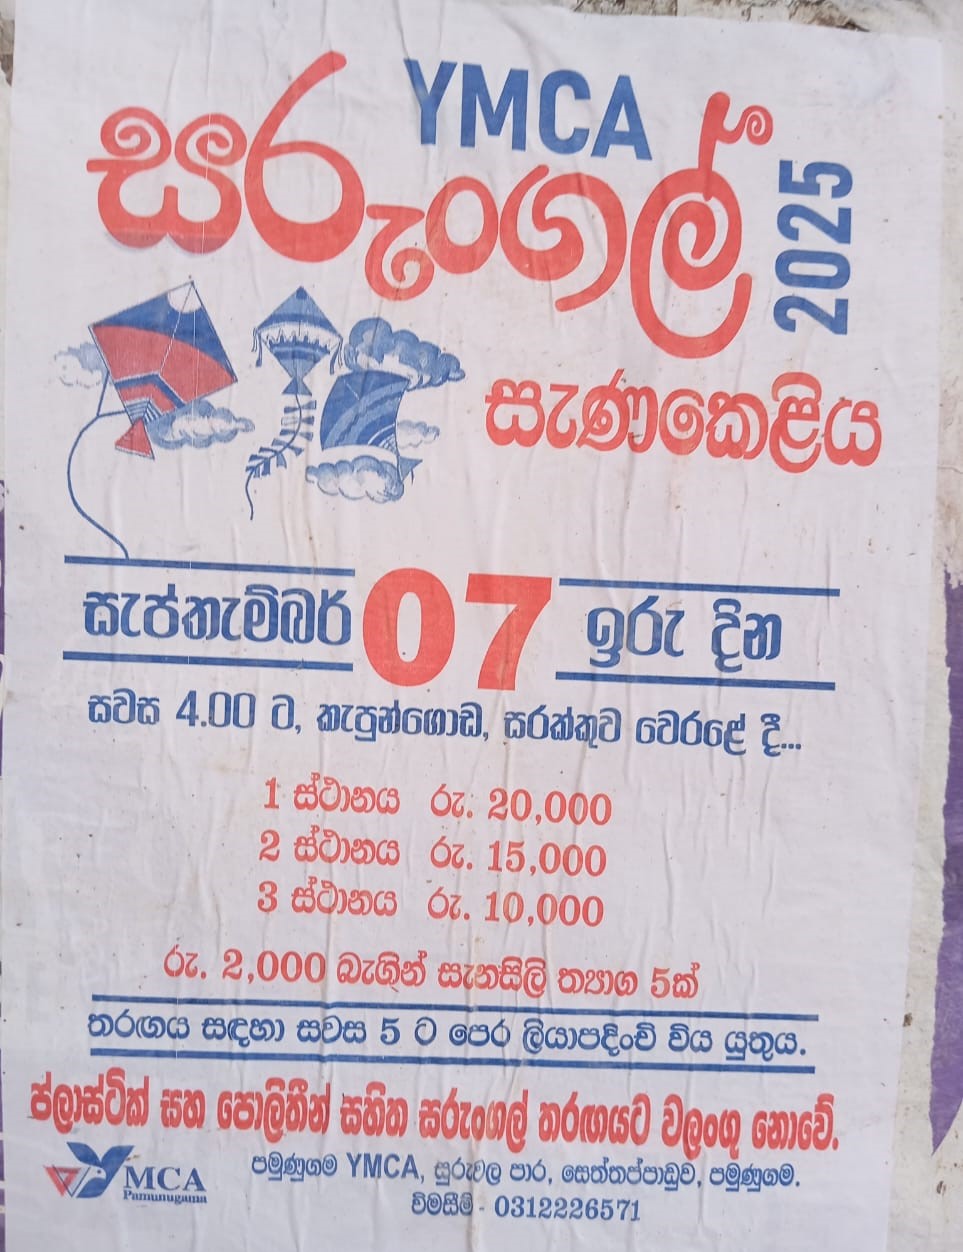 YMCA
සරුංගල්
2025
සැණකෙළිය
සැප්තැම්බර් 07 ඉරු දින
සවස 4.00 ට, කැපුන්ගොඩ, සරක්කුව වෙරළේ දී...
1 ස්ථානය රු. 20,000
2 ස්ථානය රු. 15,000
3 ස්ථානය රු. 10,000
රු. 2,000 බැගින් සැනසිලි ත්‍යාග 5ක්
තරඟය සඳහා සවස 5 ට පෙර ලියාපදිංචි විය යුතුය.
ප්ලාස්ටික් සහ පොලිතීන් සහිත සරුංගල් තරඟයට වලංගු නොවේ.
YMCA
Pamunugama
පමුණුගම YMCA, සුරුවල පාර, සෙත්තප්පාඩුව, පමුණුගම.
විමසීම් - 0312226571